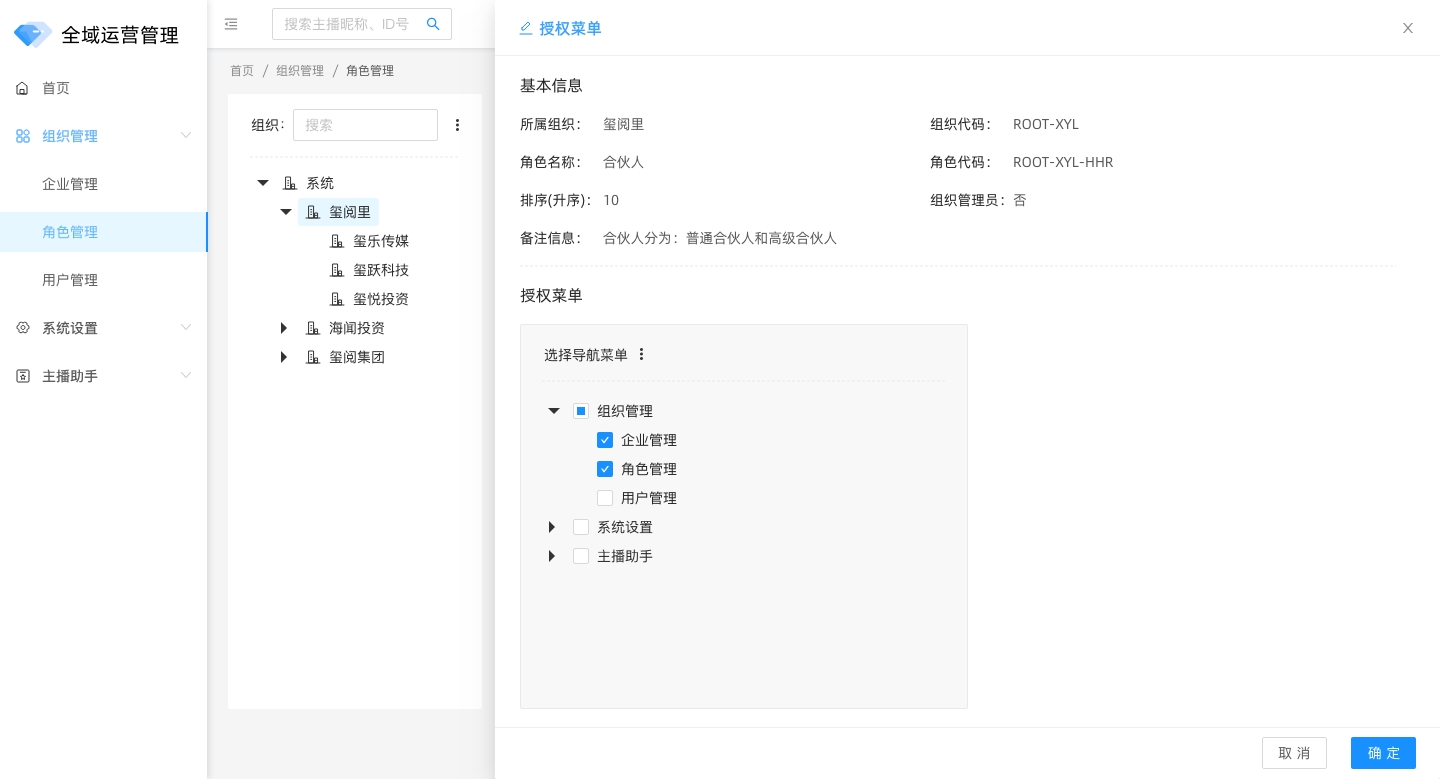 全域运营管理
首页
组织管理
企业管理
角色管理
用户管理
系统设置
主播助手
搜索主播昵称、ID号
首页 / 组织管理 / 角色管理
组织: 搜索
系统
玺阅里
玺乐传媒
玺跃科技
玺悦投资
海闻投资
玺阅集团
授权菜单
基本信息
所属组织: 玺阅里 组织代码: ROOT-XYL
角色名称: 合伙人 角色代码: ROOT-XYL-HHR
排序(升序): 10 组织管理员: 否
备注信息: 合伙人分为: 普通合伙人和高级合伙人
授权菜单
选择导航菜单
组织管理
企业管理
角色管理
用户管理
系统设置
主播助手
取 消 确 定